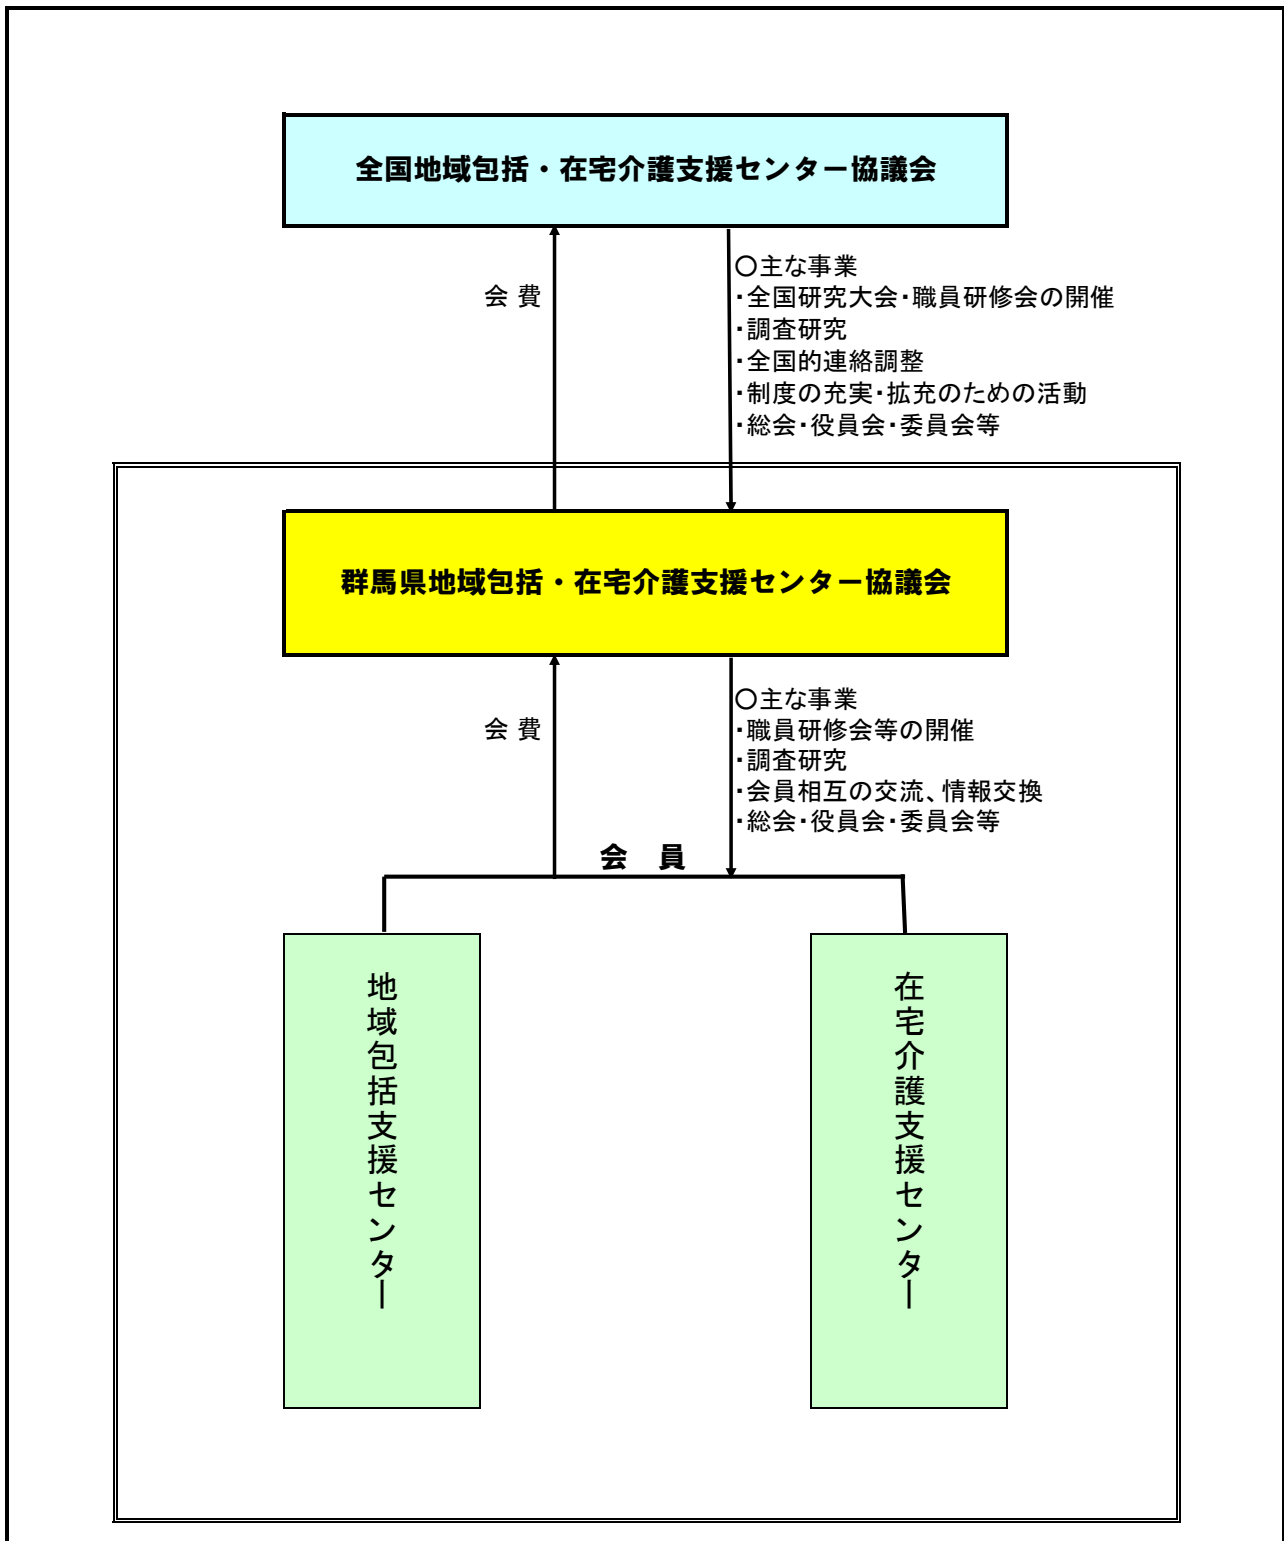 全国地域包括・在宅介護支援センター協議会
会 費
〇主な事業
・全国研究大会・職員研修会の開催
・調査研究
・全国的連絡調整
・制度の充実・拡充のための活動
・総会・役員会・委員会等
群馬県地域包括・在宅介護支援センター協議会
会 費
〇主な事業
・職員研修会等の開催
・調査研究
・会員相互の交流、情報交換
・総会・役員会・委員会等
会　員
地域包括支援センター
在宅介護支援センター